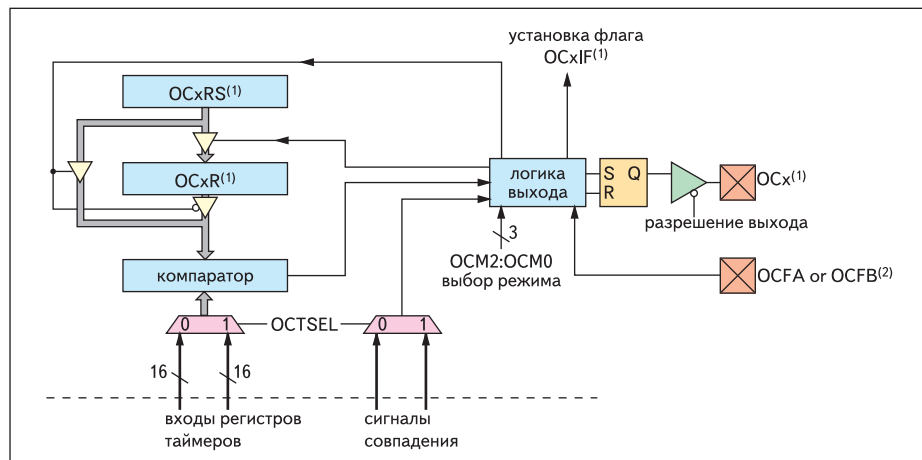 установка флага
OCxIF(1)
OCxRS(1)
OCxR(1)
логика
выхода
S Q
R
OCx(1)
разрешение выхода
3
OCM2:OCM0
выбор режима
OCFA or OCFB(2)
компаратор
0 1
OCTSEL
0 1
16
16
входы регистров
таймеров
сигналы
совпадения